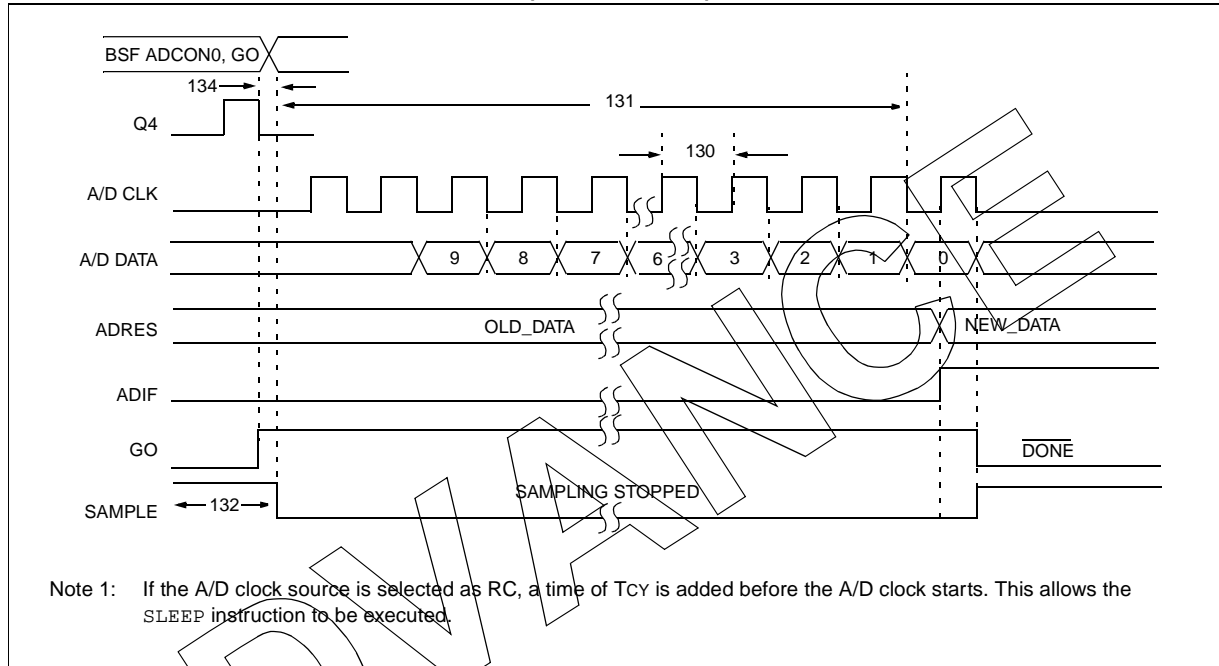 BSF ADCON0, GO
134
131
Q4
130
A/D CLK
A/D DATA 9 8 7 6 3 2 1 0
ADRES OLD_DATA NEW_DATA
ADIF
GO DONE
SAMPLING STOPPED
SAMPLE 132
Note 1: If the A/D clock source is selected as RC, a time of TCY is added before the A/D clock starts. This allows the
SLEEP instruction to be executed.
DVANCE